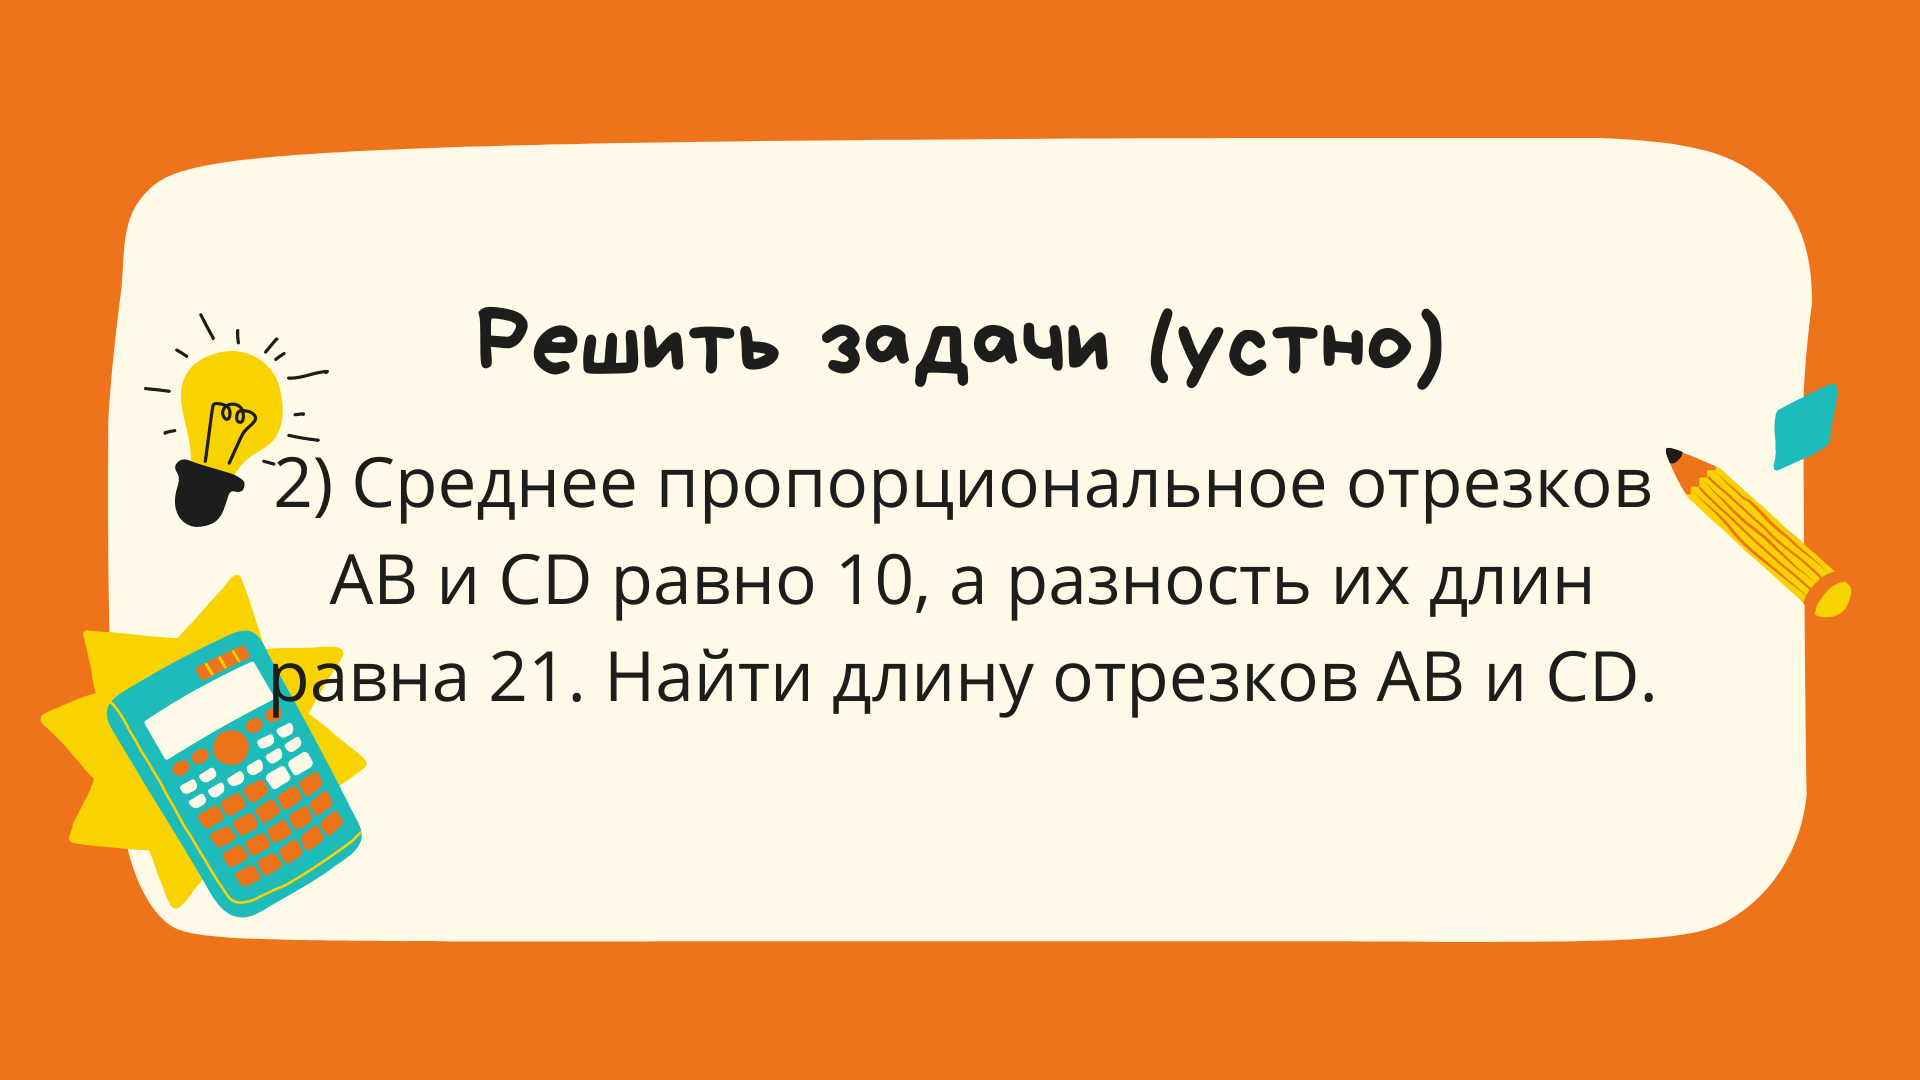 Решить задачи (устно)
2) Среднее пропорциональное отрезков
AB и CD равно 10, а разность их длин
равна 21. Найти длину отрезков AB и CD.